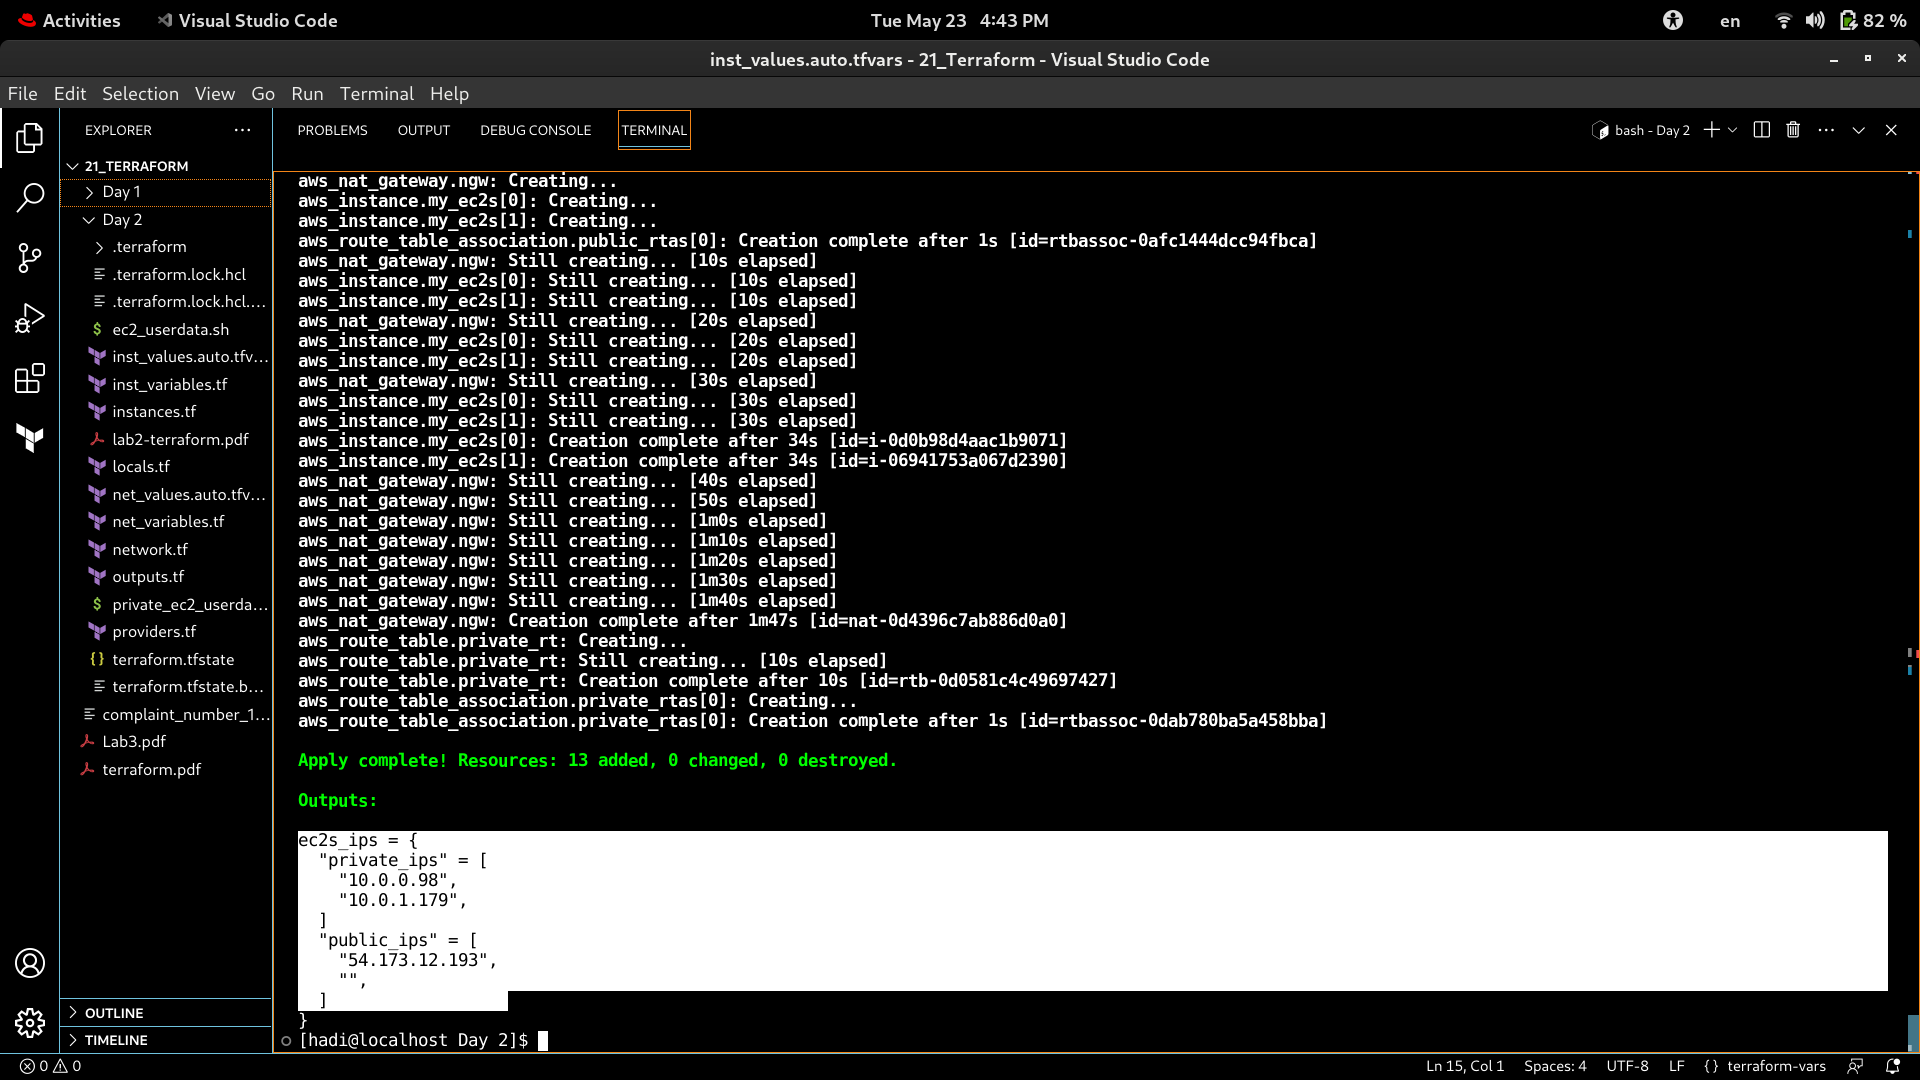 Activities
Visual Studio Code
Tue May 23 4:43 PM
en
82 %
inst_values.auto.tfvars - 21_Terraform - Visual Studio Code
File Edit Selection View Go Run Terminal Help
EXPLORER
PROBLEMS OUTPUT DEBUG CONSOLE TERMINAL
bash - Day 2
21_TERRAFORM
Day 1
Day 2
.terraform
.terraform.lock.hcl
.terraform.lock.hcl....
ec2_userdata.sh
inst_values.auto.tfv...
inst_variables.tf
instances.tf
lab2-terraform.pdf
locals.tf
net_values.auto.tfv...
net_variables.tf
network.tf
outputs.tf
private_ec2_userda...
providers.tf
terraform.tfstate
terraform.tfstate.b...
complaint_number_1...
Lab3.pdf
terraform.pdf
OUTLINE
TIMELINE
aws_nat_gateway.ngw: Creating...
aws_instance.my_ec2s[0]: Creating...
aws_instance.my_ec2s[1]: Creating...
aws_route_table_association.public_rtas[0]: Creation complete after 1s [id=rtbassoc-0afc1444dcc94fbca]
aws_nat_gateway.ngw: Still creating... [10s elapsed]
aws_instance.my_ec2s[0]: Still creating... [10s elapsed]
aws_instance.my_ec2s[1]: Still creating... [10s elapsed]
aws_nat_gateway.ngw: Still creating... [20s elapsed]
aws_instance.my_ec2s[0]: Still creating... [20s elapsed]
aws_instance.my_ec2s[1]: Still creating... [20s elapsed]
aws_nat_gateway.ngw: Still creating... [30s elapsed]
aws_instance.my_ec2s[0]: Still creating... [30s elapsed]
aws_instance.my_ec2s[1]: Still creating... [30s elapsed]
aws_instance.my_ec2s[0]: Creation complete after 34s [id=i-0d0b98d4aac1b9071]
aws_instance.my_ec2s[1]: Creation complete after 34s [id=i-06941753a067d2390]
aws_nat_gateway.ngw: Still creating... [40s elapsed]
aws_nat_gateway.ngw: Still creating... [50s elapsed]
aws_nat_gateway.ngw: Still creating... [1m0s elapsed]
aws_nat_gateway.ngw: Still creating... [1m10s elapsed]
aws_nat_gateway.ngw: Still creating... [1m20s elapsed]
aws_nat_gateway.ngw: Still creating... [1m30s elapsed]
aws_nat_gateway.ngw: Still creating... [1m40s elapsed]
aws_nat_gateway.ngw: Creation complete after 1m47s [id=nat-0d4396c7ab886d0a0]
aws_route_table.private_rt: Creating...
aws_route_table.private_rt: Still creating... [10s elapsed]
aws_route_table.private_rt: Creation complete after 10s [id=rtb-0d0581c4c49697427]
aws_route_table_association.private_rtas[0]: Creating...
aws_route_table_association.private_rtas[0]: Creation complete after 1s [id=rtbassoc-0dab780ba5a458bba]
Apply complete! Resources: 13 added, 0 changed, 0 destroyed.
Outputs:
ec2s_ips = {
"private_ips" = [
"10.0.0.98",
"10.0.1.179",
]
"public_ips" = [
"54.173.12.193",
"",
]
}
[hadi@localhost Day 2]$
0 0
Ln 15, Col 1 Spaces: 4 UTF-8 LF {} terraform-vars